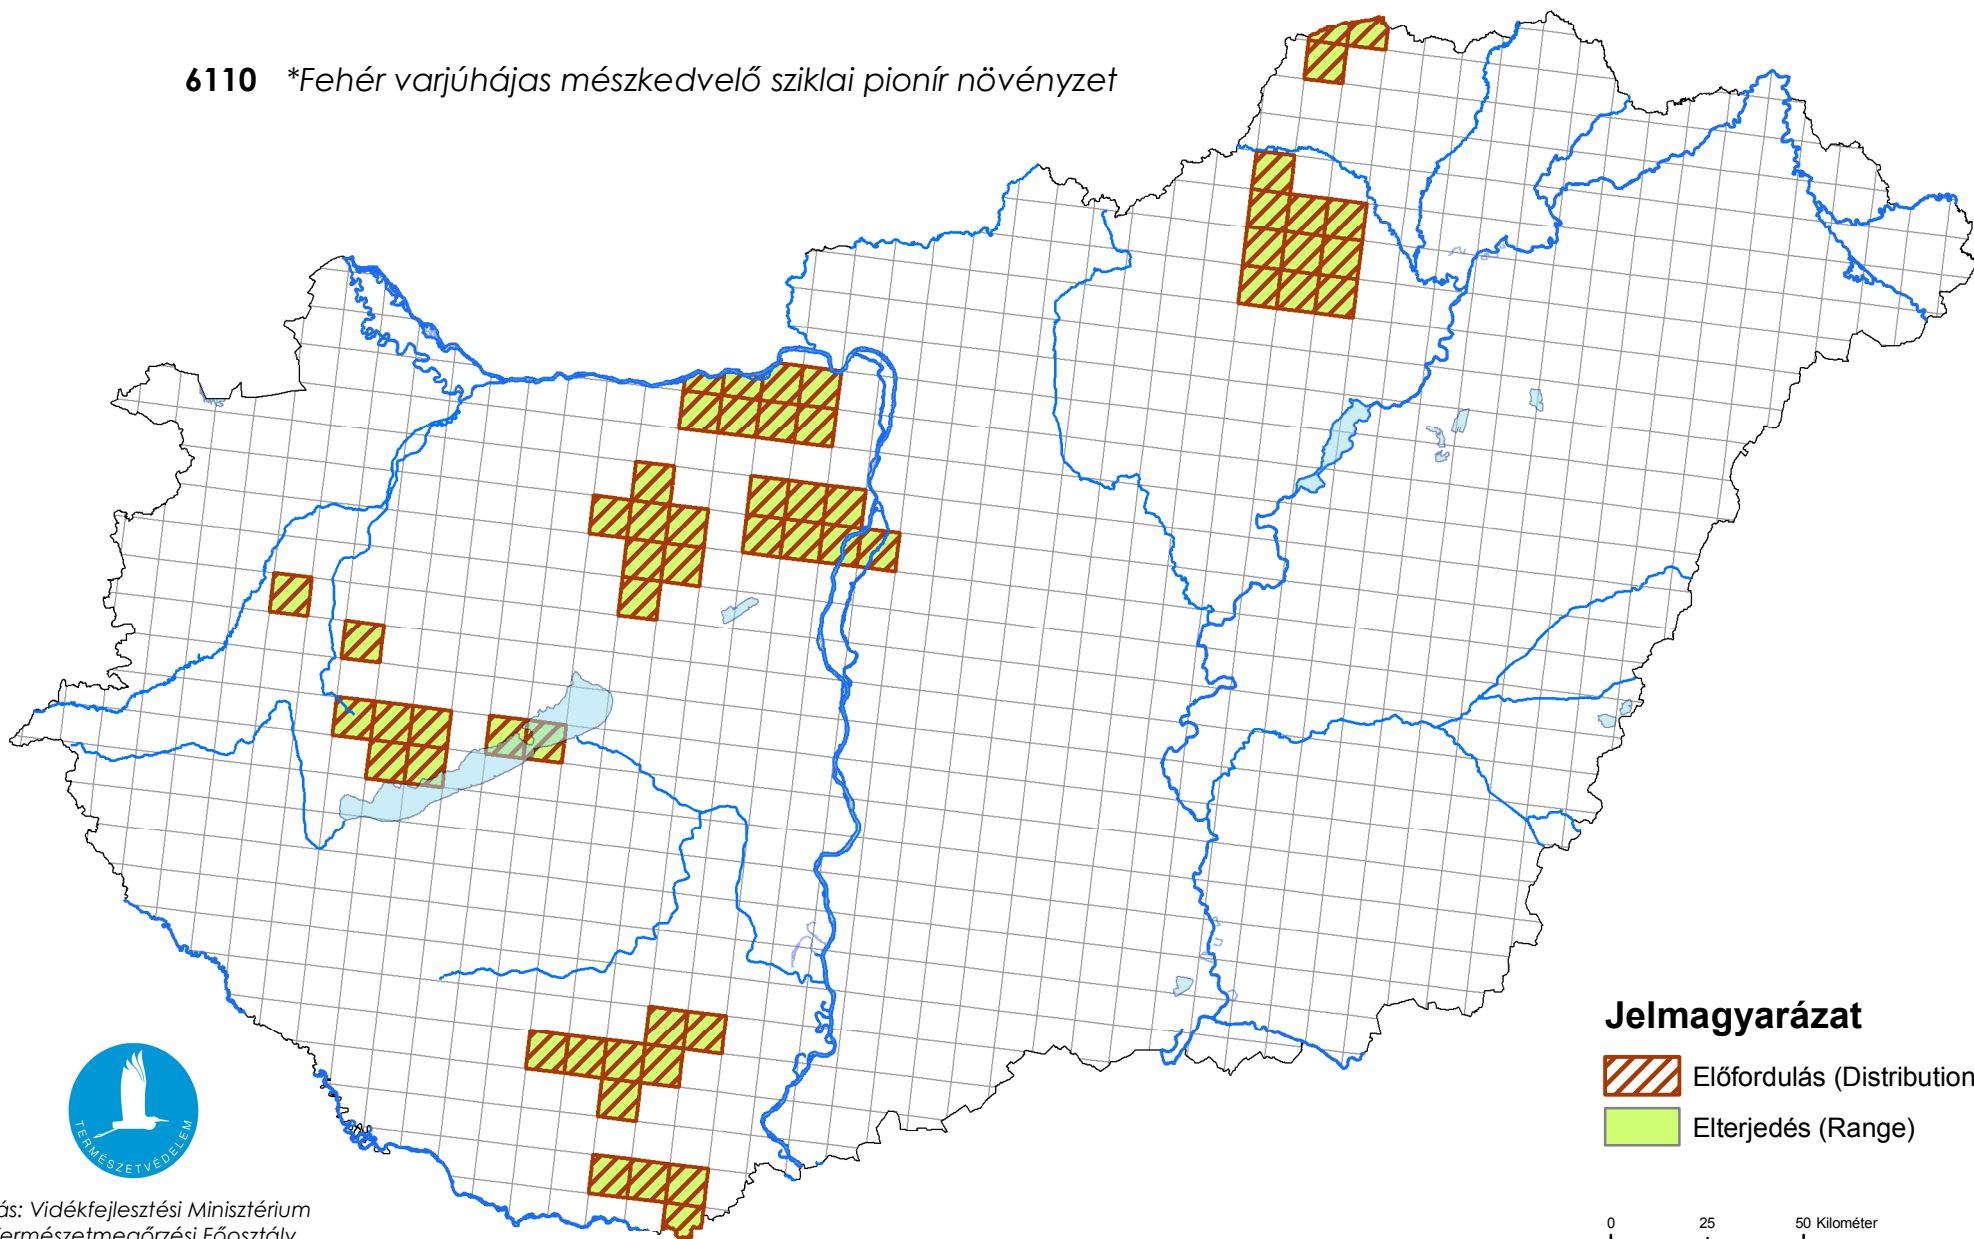 6110 *Fehér varjúhájas mészkedvelő sziklai pionír növényzet
Jelmagyarázat
Előfordulás (Distribution
Elterjedés (Range)
TERMÉSZETVÉDELEM
ás: Vidékfejlesztési Minisztérium
Természetmegőrzési Főosztály
0 25 50 Kilométer